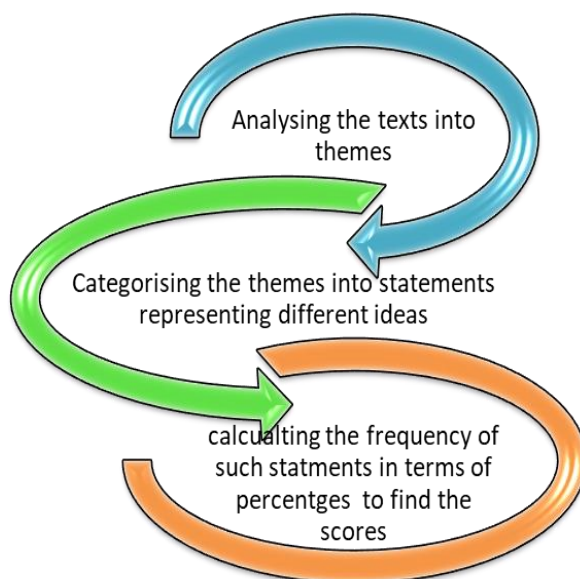 Analysing the texts into
themes
Categorising the themes into statements
representing different ideas
calcualting the frequency of
such statments in terms of
percentges to find the
scores